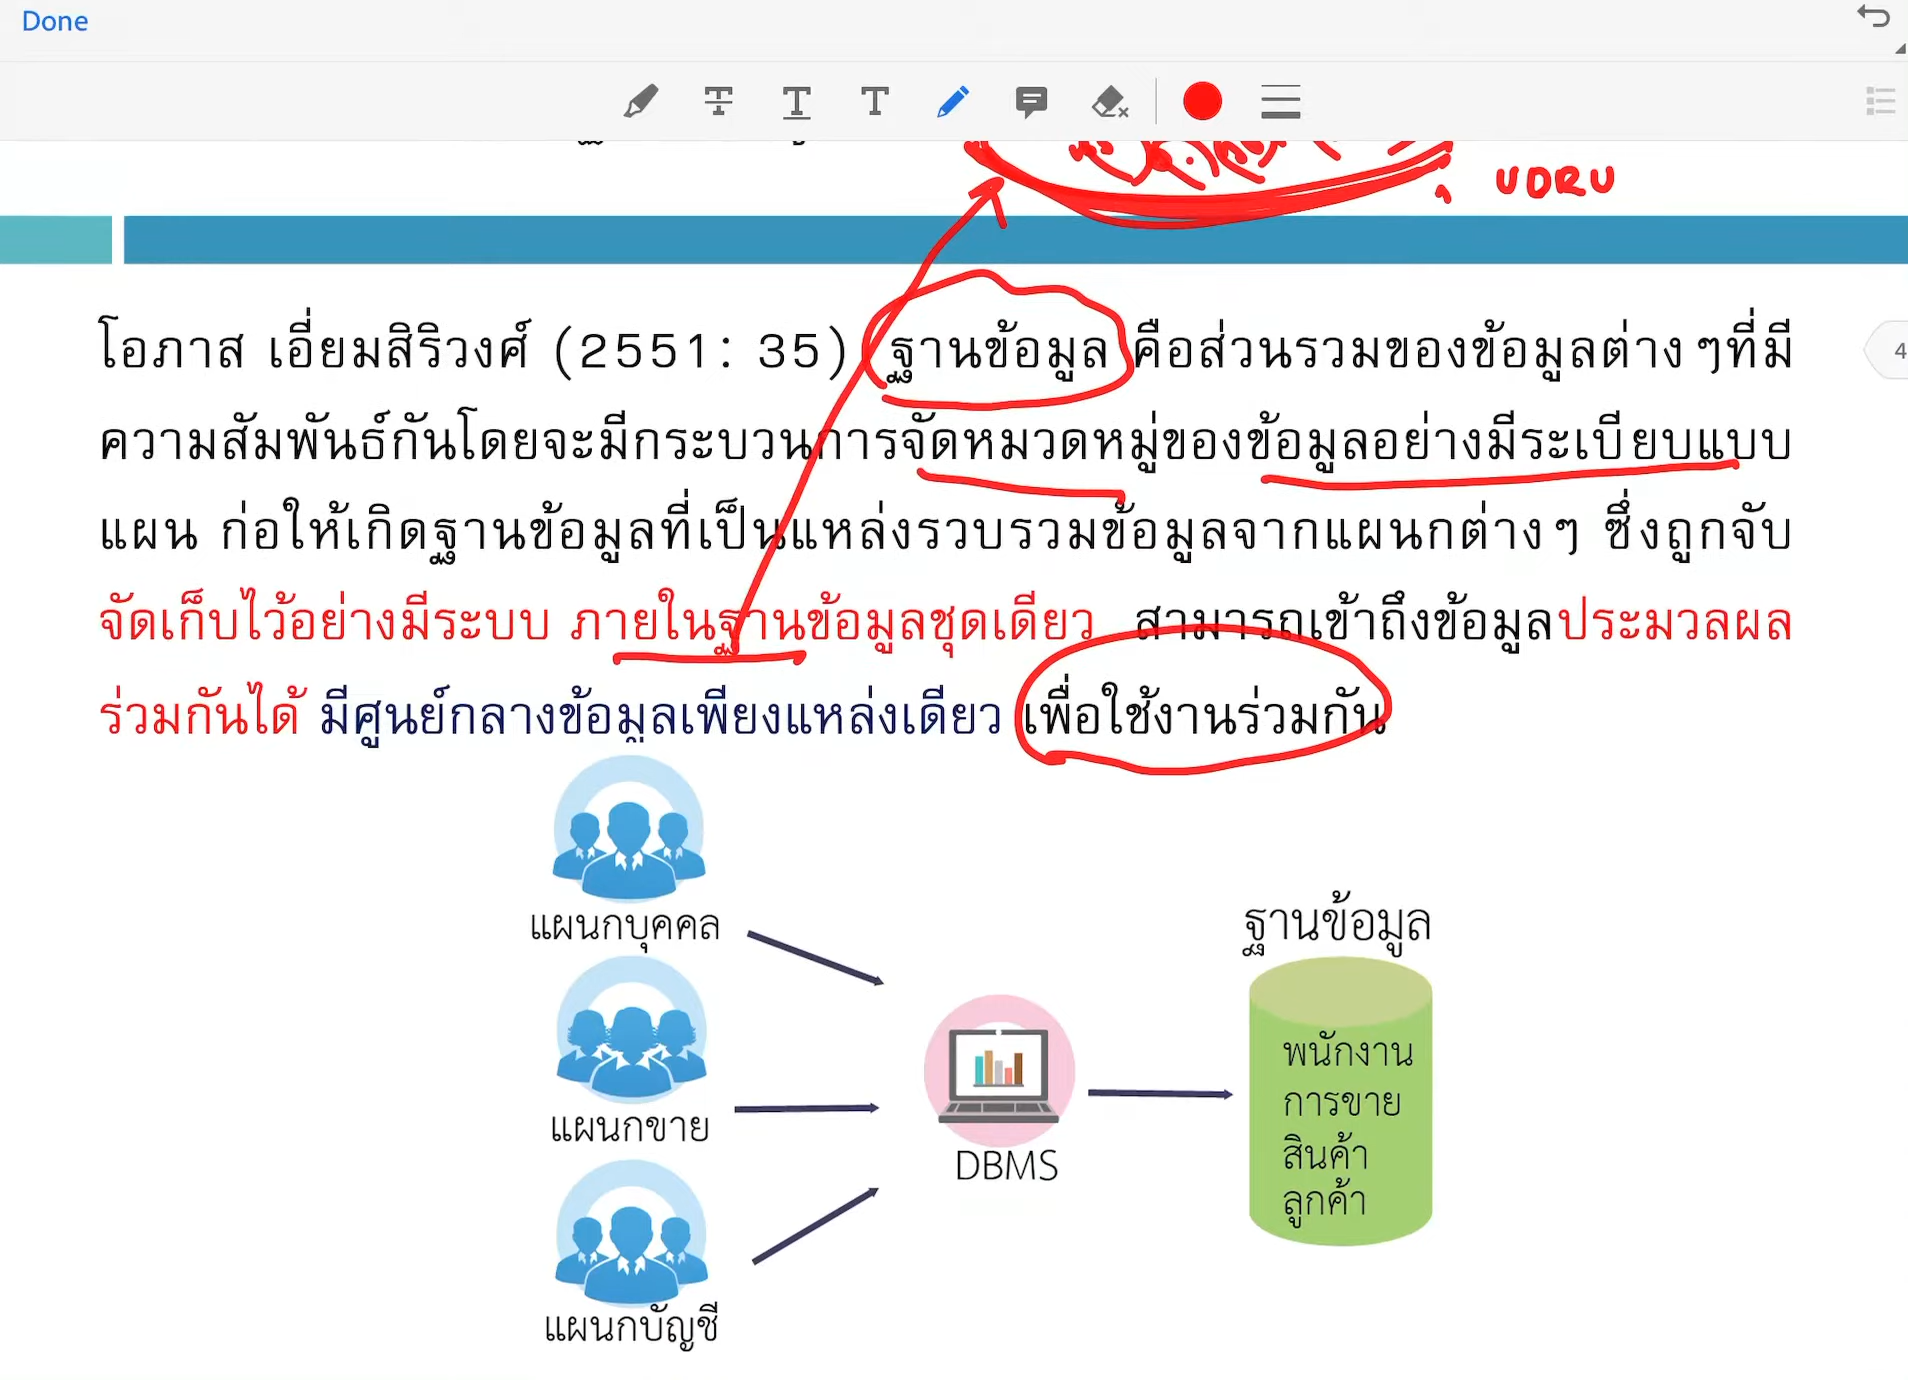 Done
UDRU
โอภาส เอี่ยมสิริวงศ์ (2551: 35) ฐานข้อมูล คือส่วนรวมของข้อมูลต่าง ๆที่มี
4
ความสัมพันธ์กันโดยจะมีกระบวนการจัดหมวดหมู่ของข้อมูลอย่างมีระเบียบแบบ
แผน ก่อให้เกิดฐานข้อมูลที่เป็นแหล่งรวบรวมข้อมูลจากแผนกต่าง ๆ ซึ่งถูกจับ
จัดเก็บไว้อย่างมีระบบ ภายในฐานข้อมูลชุดเดียว สามารถเข้าถึงข้อมูลประมวลผล
ร่วมกันได้ มีศูนย์กลางข้อมูลเพียงแหล่งเดียว เพื่อใช้งานร่วมกัน
แผนกบุคคล
แผนกขาย
แผนกบัญชี
DBMS
ฐานข้อมูล
พนักงาน
การขาย
สินค้า
ลูกค้า